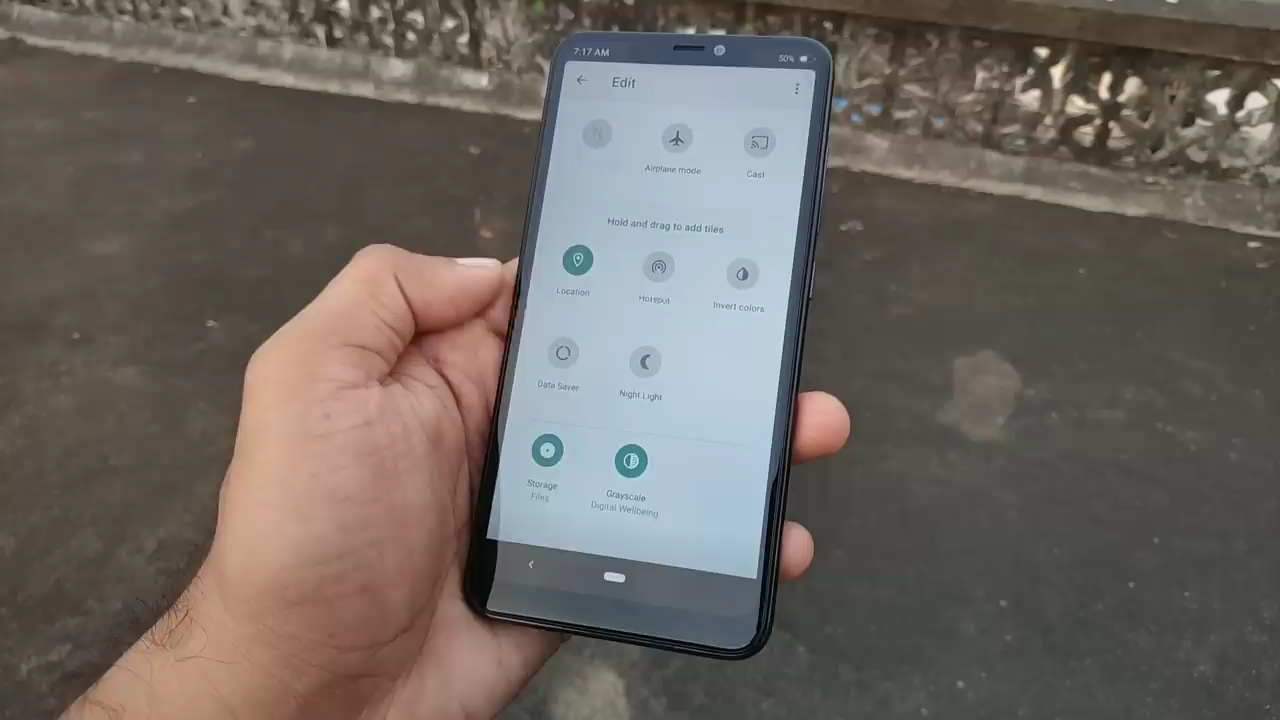 7:17 AM
50%
Edit
Airplane mode
Cast
Hold and drag to add tiles
Location
Hotspot
Invert colors
Data Saver
Night Light
Storage
Files
Grayscale
Digital Wellbeing